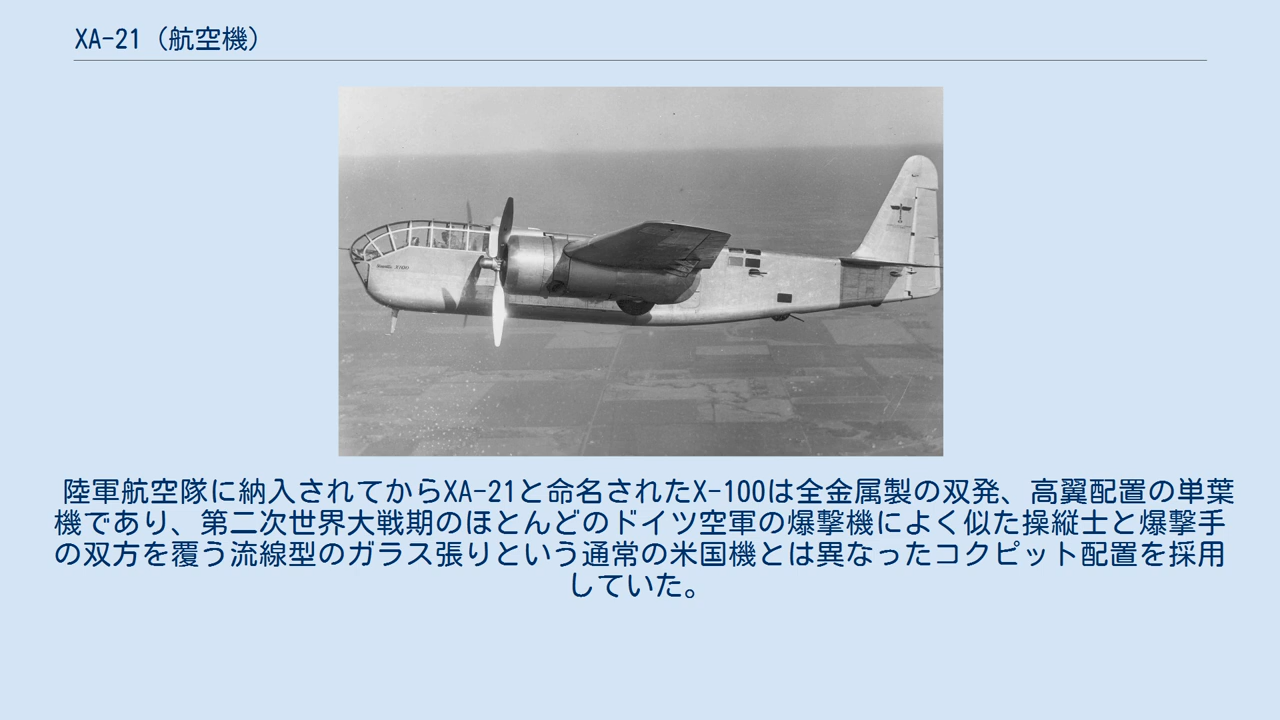 XA-21（航空機）
陸軍航空隊に納入されてからXA-21と命名されたX-100は全金属製の双発、高翼配置の単葉
機であり、第二次世界大戦期のほとんどのドイツ空軍の爆撃機によく似た操縦士と爆撃手
の双方を覆う流線型のガラス張りという通常の米国機とは異なったコクピット配置を採用
していた。